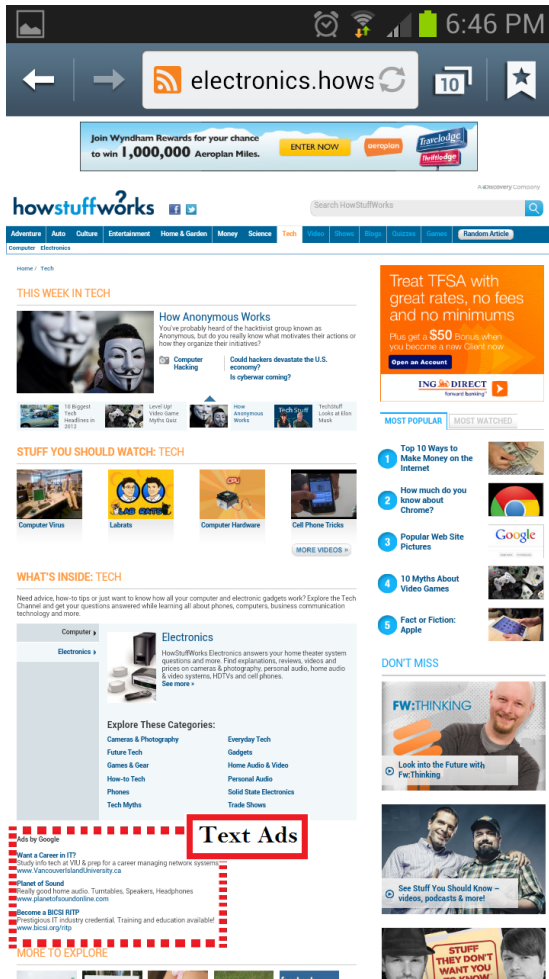 6:46 PM
electronics.hows
10
Join Wyndham Rewards for your chance
to win 1,000,000 Aeroplan Miles.
ENTER NOW
aeroplan
Travelodge
Thriftlodge
A Discovery Company
howstuffworks
Search HowStuffWorks
Adventure Auto Culture Entertainment Home & Garden Money Science Tech Video Shows Blogs Quizzes Games Random Article
Computer Electronics
Home / Tech
THIS WEEK IN TECH
How Anonymous Works
You've probably heard of the hacktivist group known as
Anonymous, but do you really know what motivates their actions or
how they organize their initiatives?
Computer
Hacking
Could hackers devastate the U.S.
economy?
Is cyberwar coming?
10 Biggest
Tech
Headlines in
2012
Level Up!
Video Game
Myths Quiz
How
Anonymous
Works
Tech Stuff
TechStuff
Looks at Elon
Musk
STUFF YOU SHOULD WATCH: TECH
CPU
LAB RATS
Computer Virus
Labrats
Computer Hardware
Cell Phone Tricks
MORE VIDEOS »
WHAT'S INSIDE: TECH
Need advice, how-to tips or just want to know how all your computer and electronic gadgets work? Explore the Tech
Channel and get your questions answered while learning all about phones, computers, business communication
technology and more.
Computer
Electronics
Electronics
HowStuffWorks Electronics answers your home theater system
questions and more. Find explanations, reviews, videos and
prices on cameras & photography, personal audio, home audio
& video systems, HDTVs and cell phones.
See more »
Explore These Categories:
Cameras & Photography
Everyday Tech
Future Tech
Gadgets
Games & Gear
Home Audio & Video
How-to Tech
Personal Audio
Phones
Solid State Electronics
Tech Myths
Trade Shows
Text Ads
Ads by Google
Want a Career in IT?
Study info tech at VIU & prep for a career managing network systems
www.VancouverIslandUniversity.ca
Planet of Sound
Really good home audio. Turntables, Speakers, Headphones
www.planetofsoundonline.com
Become a BICSI RITP
Prestigious IT industry credential. Training and education available!
www.bicsi.org/ritp
MORE TO EXPLORE
Treat TFSA with
great rates, no fees
and no minimums
Plus get a $50 Bonus when
you become a new Client now
Open an Account
ING DIRECT
forward banking
MOST POPULAR
MOST WATCHED
1
Top 10 Ways to
Make Money on the
Internet
2
How much do you
know about
Chrome?
3
Popular Web Site
Pictures
Google
4
10 Myths About
Video Games
5
Fact or Fiction:
Apple
DON'T MISS
FW:THINKING
Look into the Future with
Fw:Thinking
See Stuff You Should Know –
videos, podcasts & more!
STUFF
THEY DON'T
WANT YOU
TO KNOW